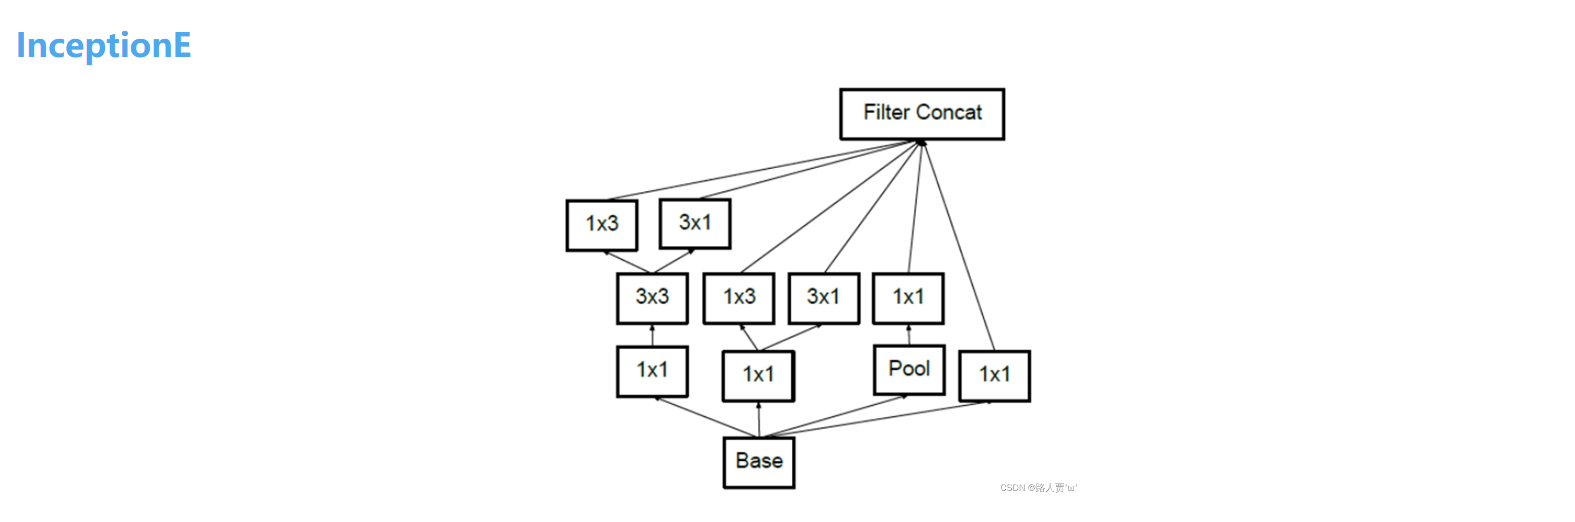 InceptionE
Filter Concat
1x3
3x1
3x3
1x3
3x1
1x1
1x1
1x1
Pool
1x1
Base
CSDN @路人贾'ω'